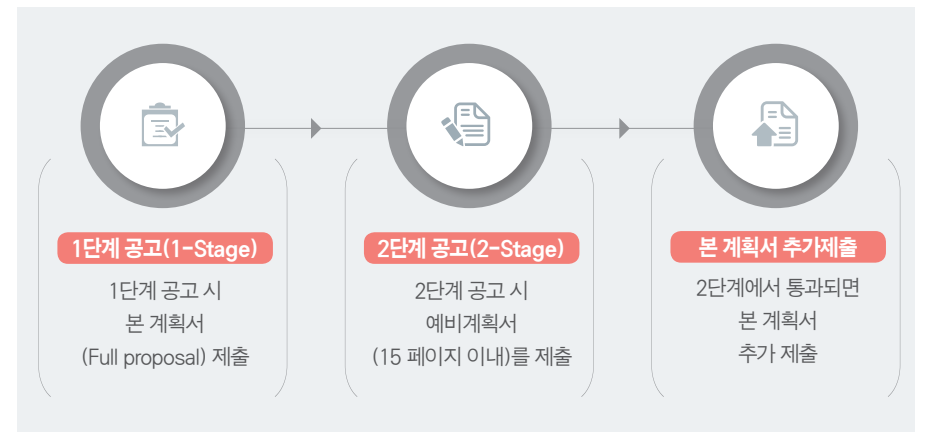 1단계 공고(1-Stage)
1단계 공고 시
본 계획서
(Full proposal) 제출
2단계 공고(2-Stage)
2단계 공고 시
예비계획서
(15 페이지 이내)를 제출
본 계획서 추가제출
2단계에서 통과되면
본 계획서
추가 제출